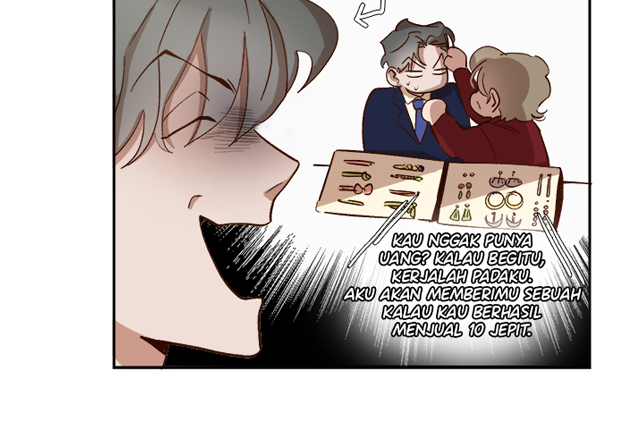 KAU NGGAK PUNYA
UANG? KALAU BEGITU,
KERJALAH PADAKU.
AKU AKAN MEMBERIMU SEBUAH
KALAU KAU BERHASIL
MENJUAL 10 JEPIT.